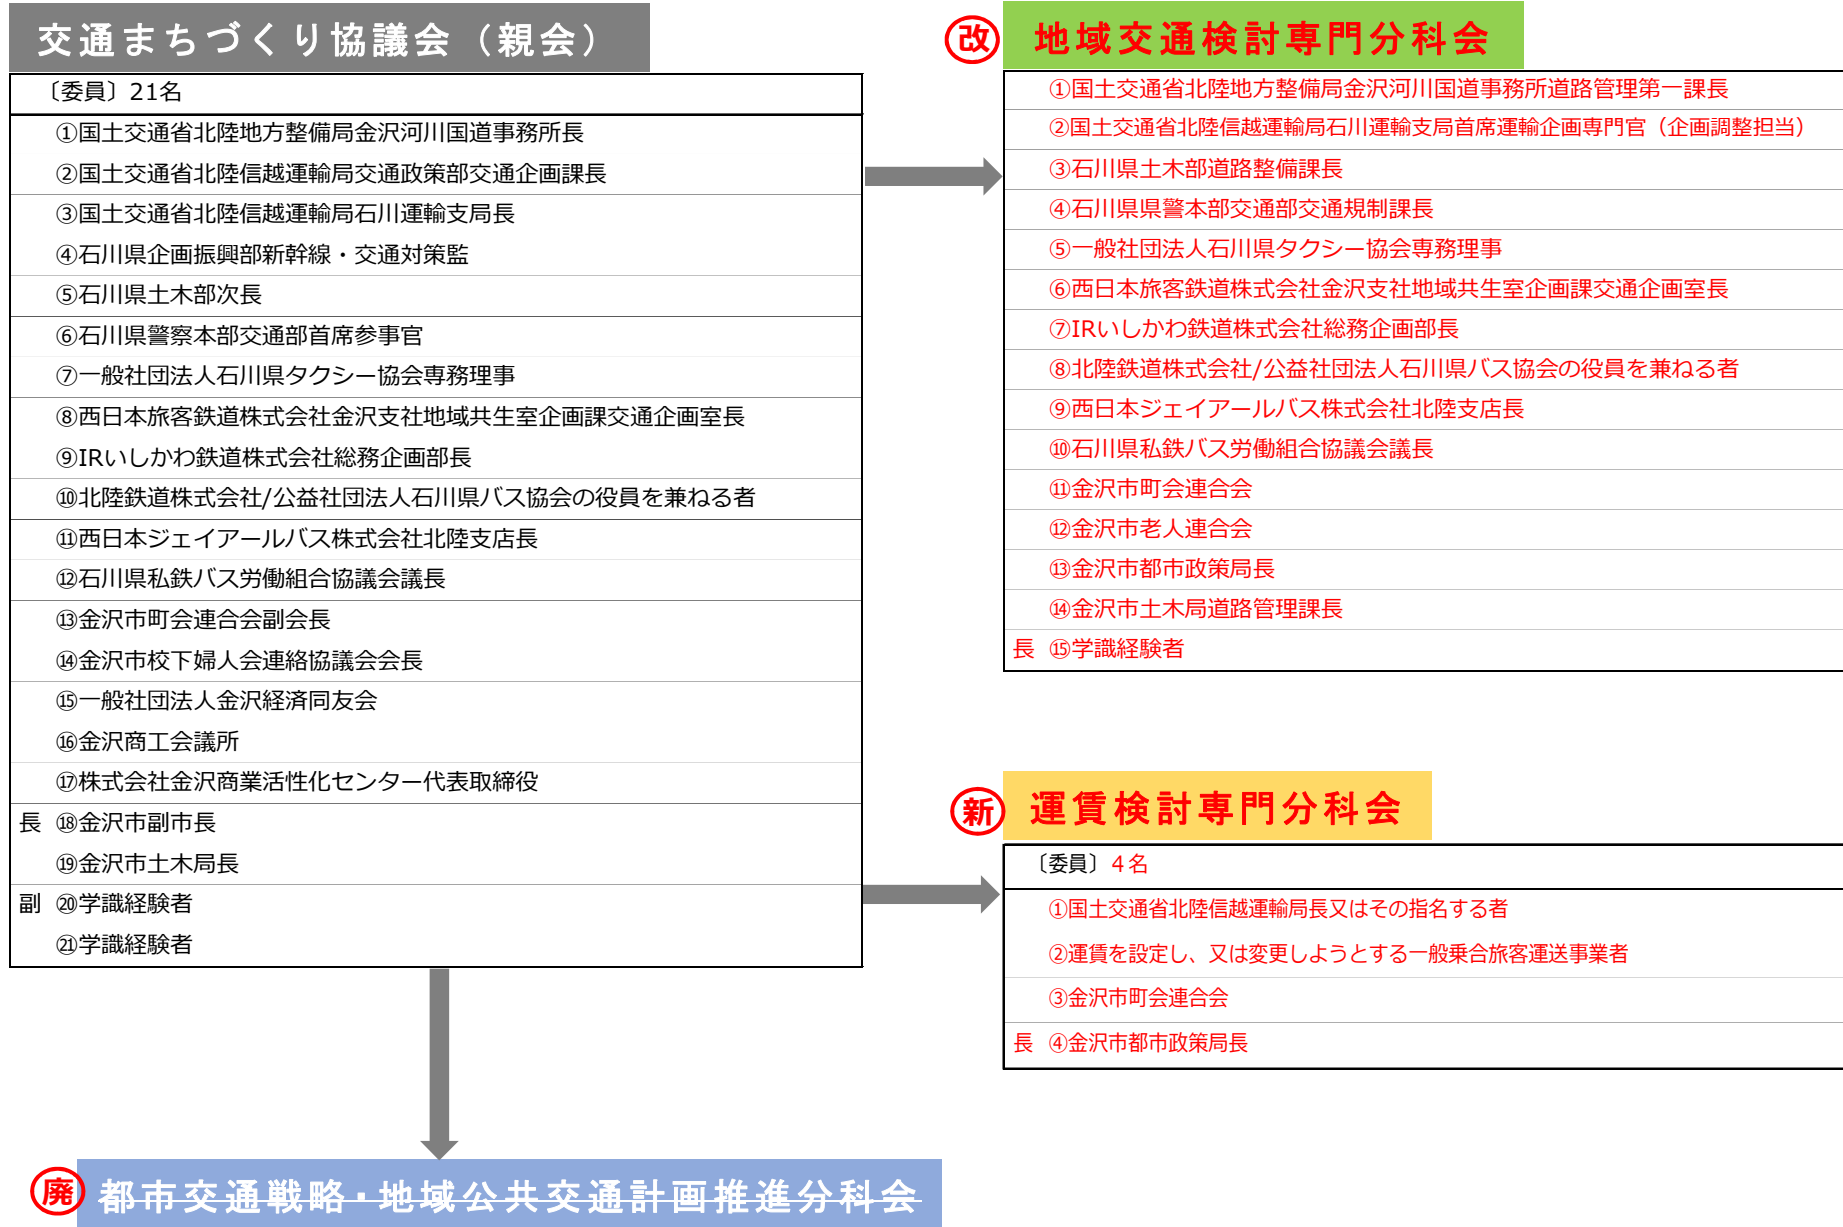 交通まちづくり協議会（親会）
〔委員〕21名
①国土交通省北陸地方整備局金沢河川国道事務所長
②国土交通省北陸信越運輸局交通政策部交通企画課長
③国土交通省北陸信越運輸局石川運輸支局長
④石川県企画振興部新幹線・交通対策監
⑤石川県土木部次長
⑥石川県警察本部交通部首席参事官
⑦一般社団法人石川県タクシー協会専務理事
⑧西日本旅客鉄道株式会社金沢支社地域共生室企画課交通企画室長
⑨IRいしかわ鉄道株式会社総務企画部長
⑩北陸鉄道株式会社/公益社団法人石川県バス協会の役員を兼ねる者
⑪西日本ジェイアールバス株式会社北陸支店長
⑫石川県私鉄バス労働組合協議会議長
⑬金沢市町会連合会副会長
⑭金沢市校下婦人会連絡協議会会長
⑮一般社団法人金沢経済同友会
⑯金沢商工会議所
⑰株式会社金沢商業活性化センター代表取締役
長 ⑱金沢市副市長
⑲金沢市土木局長
副 ⑳学識経験者
㉑学識経験者
改 地域交通検討専門分科会
①国土交通省北陸地方整備局金沢河川国道事務所道路管理第一課長
②国土交通省北陸信越運輸局石川運輸支局首席運輸企画専門官（企画調整担当）
③石川県土木部道路整備課長
④石川県県警本部交通部交通規制課長
⑤一般社団法人石川県タクシー協会専務理事
⑥西日本旅客鉄道株式会社金沢支社地域共生室企画課交通企画室長
⑦IRいしかわ鉄道株式会社総務企画部長
⑧北陸鉄道株式会社/公益社団法人石川県バス協会の役員を兼ねる者
⑨西日本ジェイアールバス株式会社北陸支店長
⑩石川県私鉄バス労働組合協議会議長
⑪金沢市町会連合会
⑫金沢市老人連合会
⑬金沢市都市政策局長
⑭金沢市土木局道路管理課長
長 ⑮学識経験者
新 運賃検討専門分科会
〔委員〕４名
①国土交通省北陸信越運輸局長又はその指名する者
②運賃を設定し、又は変更しようとする一般乗合旅客運送事業者
③金沢市町会連合会
長 ④金沢市都市政策局長
廃 都市交通戦略・地域公共交通計画推進分科会